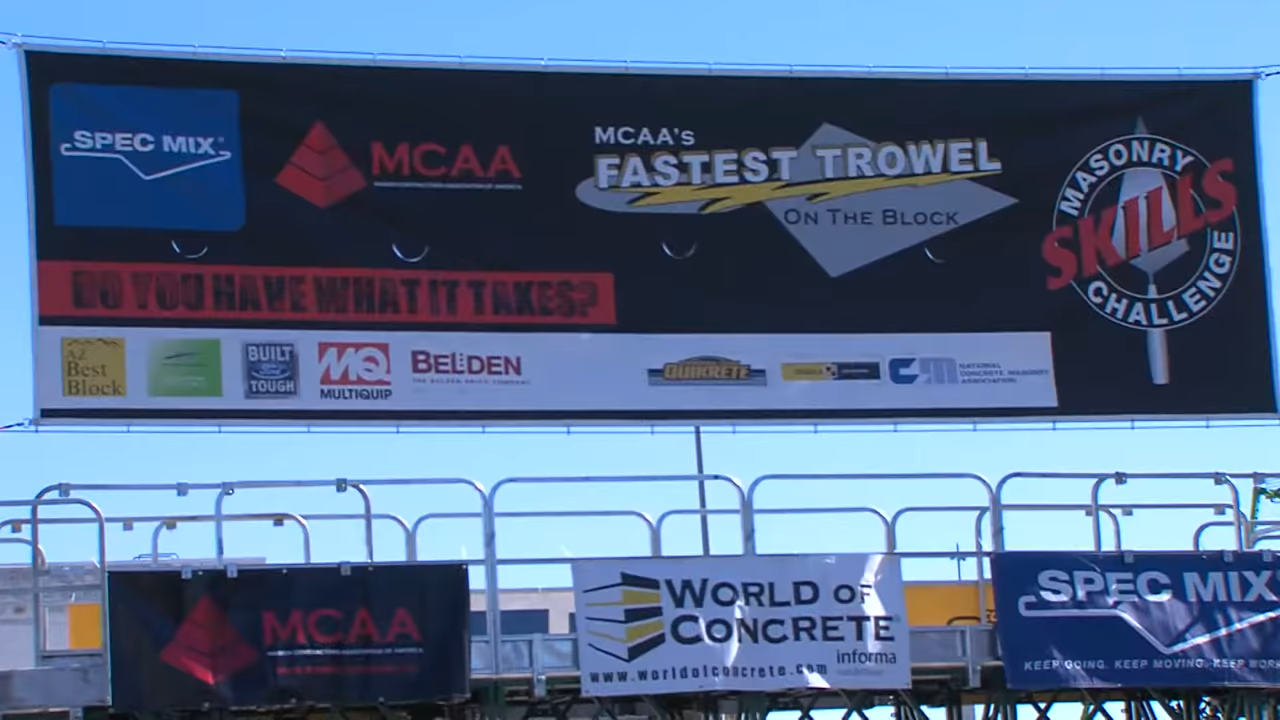 SPEC MIX®
MCAA
MCAA'S
FASTEST TROWEL
ON THE BLOCK
MASONRY
SKILLS
CHALLENGE
DO YOU HAVE WHAT IT TAKES?
AZ
Best
Block
BUILT
Ford
TOUGH
MQ
MULTIQUIP
BELDEN
THE BELDEN BRICK COMPANY
QUIKRETE
NATIONAL
CONCRETE MASONRY
ASSOCIATION
MCAA
WORLD OF
CONCRETE
informa
www.worldofconcrete.com
SPEC MIX
KEEP GOING. KEEP MOVING. KEEP WORK